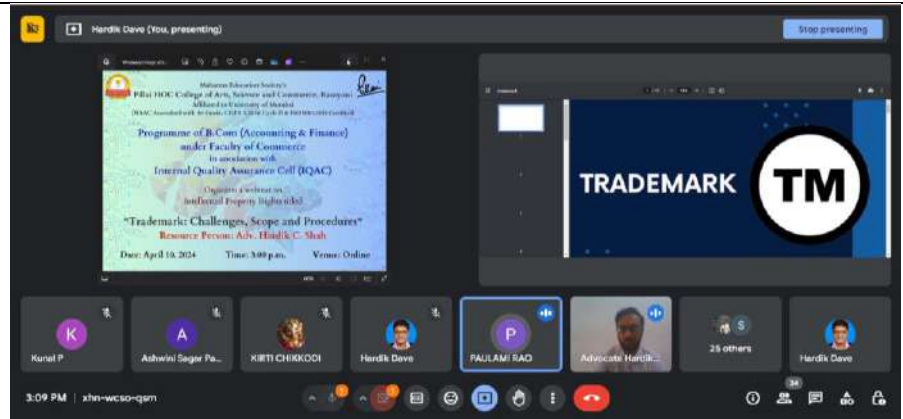 Hardik Dave (You, presenting)
Stop presenting
Mahatma Education Society's
Pillai HOC College of Arts, Science and Commerce, Rasayani
Affiliated to University of Mumbai
Programme of B.Com (Accounting & Finance)
under Faculty of Commerce
in association with
Internal Quality Assurance Cell (IQAC)
Organizes a webinar on
Intellectual Property Rights titled
"Trademark: Challenges, Scope and Procedures"
Resource Person: Adv. Hardik C. Shah
Date: April 10, 2024 Time: 3:00 p.m. Venue: Online
TRADEMARK
TM
K
A
P
S
25 others
Kunal P
Ashwini Sagar Pa...
KIRTI CHIKKODI
Hardik Dave
PAULAMI RAO
Advocate Hardik...
Hardik Dave
3:09 PM | xhn-wcso-qsm
34